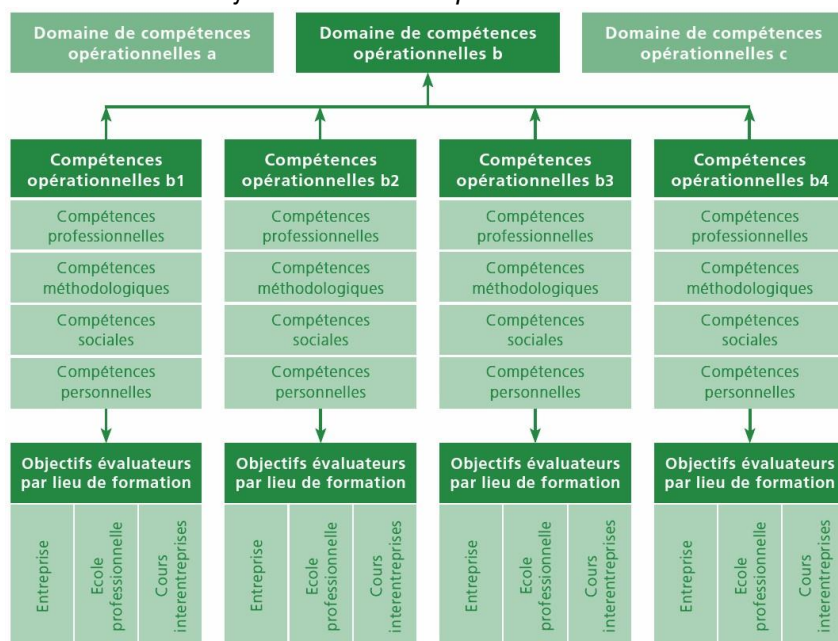 Domaine de compétences
opérationnelles a
Domaine de compétences
opérationnelles b
Domaine de compétences
opérationnelles c
Compétences
opérationnelles b1
Compétences
opérationnelles b2
Compétences
opérationnelles b3
Compétences
opérationnelles b4
Compétences
professionnelles
Compétences
professionnelles
Compétences
professionnelles
Compétences
professionnelles
Compétences
méthodologiques
Compétences
méthodologiques
Compétences
méthodologiques
Compétences
méthodologiques
Compétences
sociales
Compétences
sociales
Compétences
sociales
Compétences
sociales
Compétences
personnelles
Compétences
personnelles
Compétences
personnelles
Compétences
personnelles
Objectifs évaluateurs
par lieu de formation
Objectifs évaluateurs
par lieu de formation
Objectifs évaluateurs
par lieu de formation
Objectifs évaluateurs
par lieu de formation
Entreprise
Ecole
professionnelle
Cours
interentreprises
Entreprise
Ecole
professionnelle
Cours
interentreprises
Entreprise
Ecole
professionnelle
Cours
interentreprises
Entreprise
Ecole
professionnelle
Cours
interentreprises